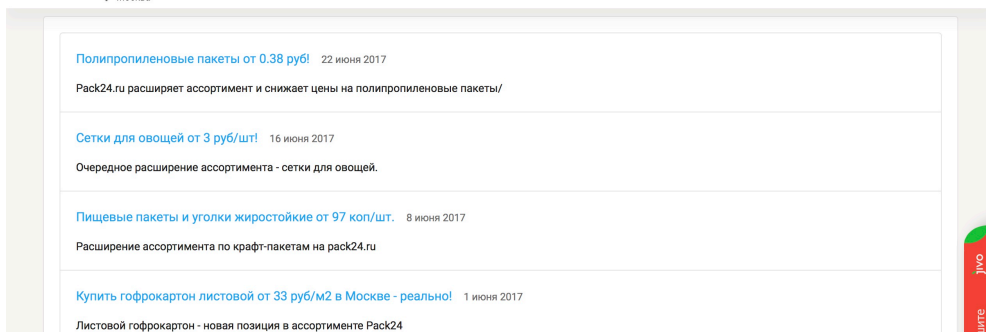 Полипропиленовые пакеты от 0.38 руб! 22 июня 2017
Pack24.ru расширяет ассортимент и снижает цены на полипропиленовые пакеты/
Сетки для овощей от 3 руб/шт! 16 июня 2017
Очередное расширение ассортимента - сетки для овощей.
Пищевые пакеты и уголки жиростойкие от 97 коп/шт. 8 июня 2017
Расширение ассортимента по крафт-пакетам на pack24.ru
Купить гофрокартон листовой от 33 руб/м2 в Москве - реально! 1 июня 2017
Листовой гофрокартон - новая позиция в ассортименте Pack24
jivo